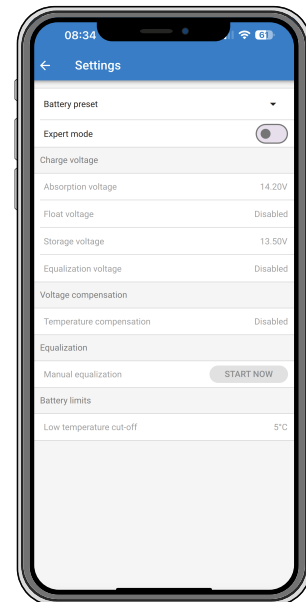 08:34
61
Settings
Battery preset
Expert mode
Charge voltage
Absorption voltage 14.20V
Float voltage Disabled
Storage voltage 13.50V
Equalization voltage Disabled
Voltage compensation
Temperature compensation Disabled
Equalization
Manual equalization START NOW
Battery limits
Low temperature cut-off 5°C